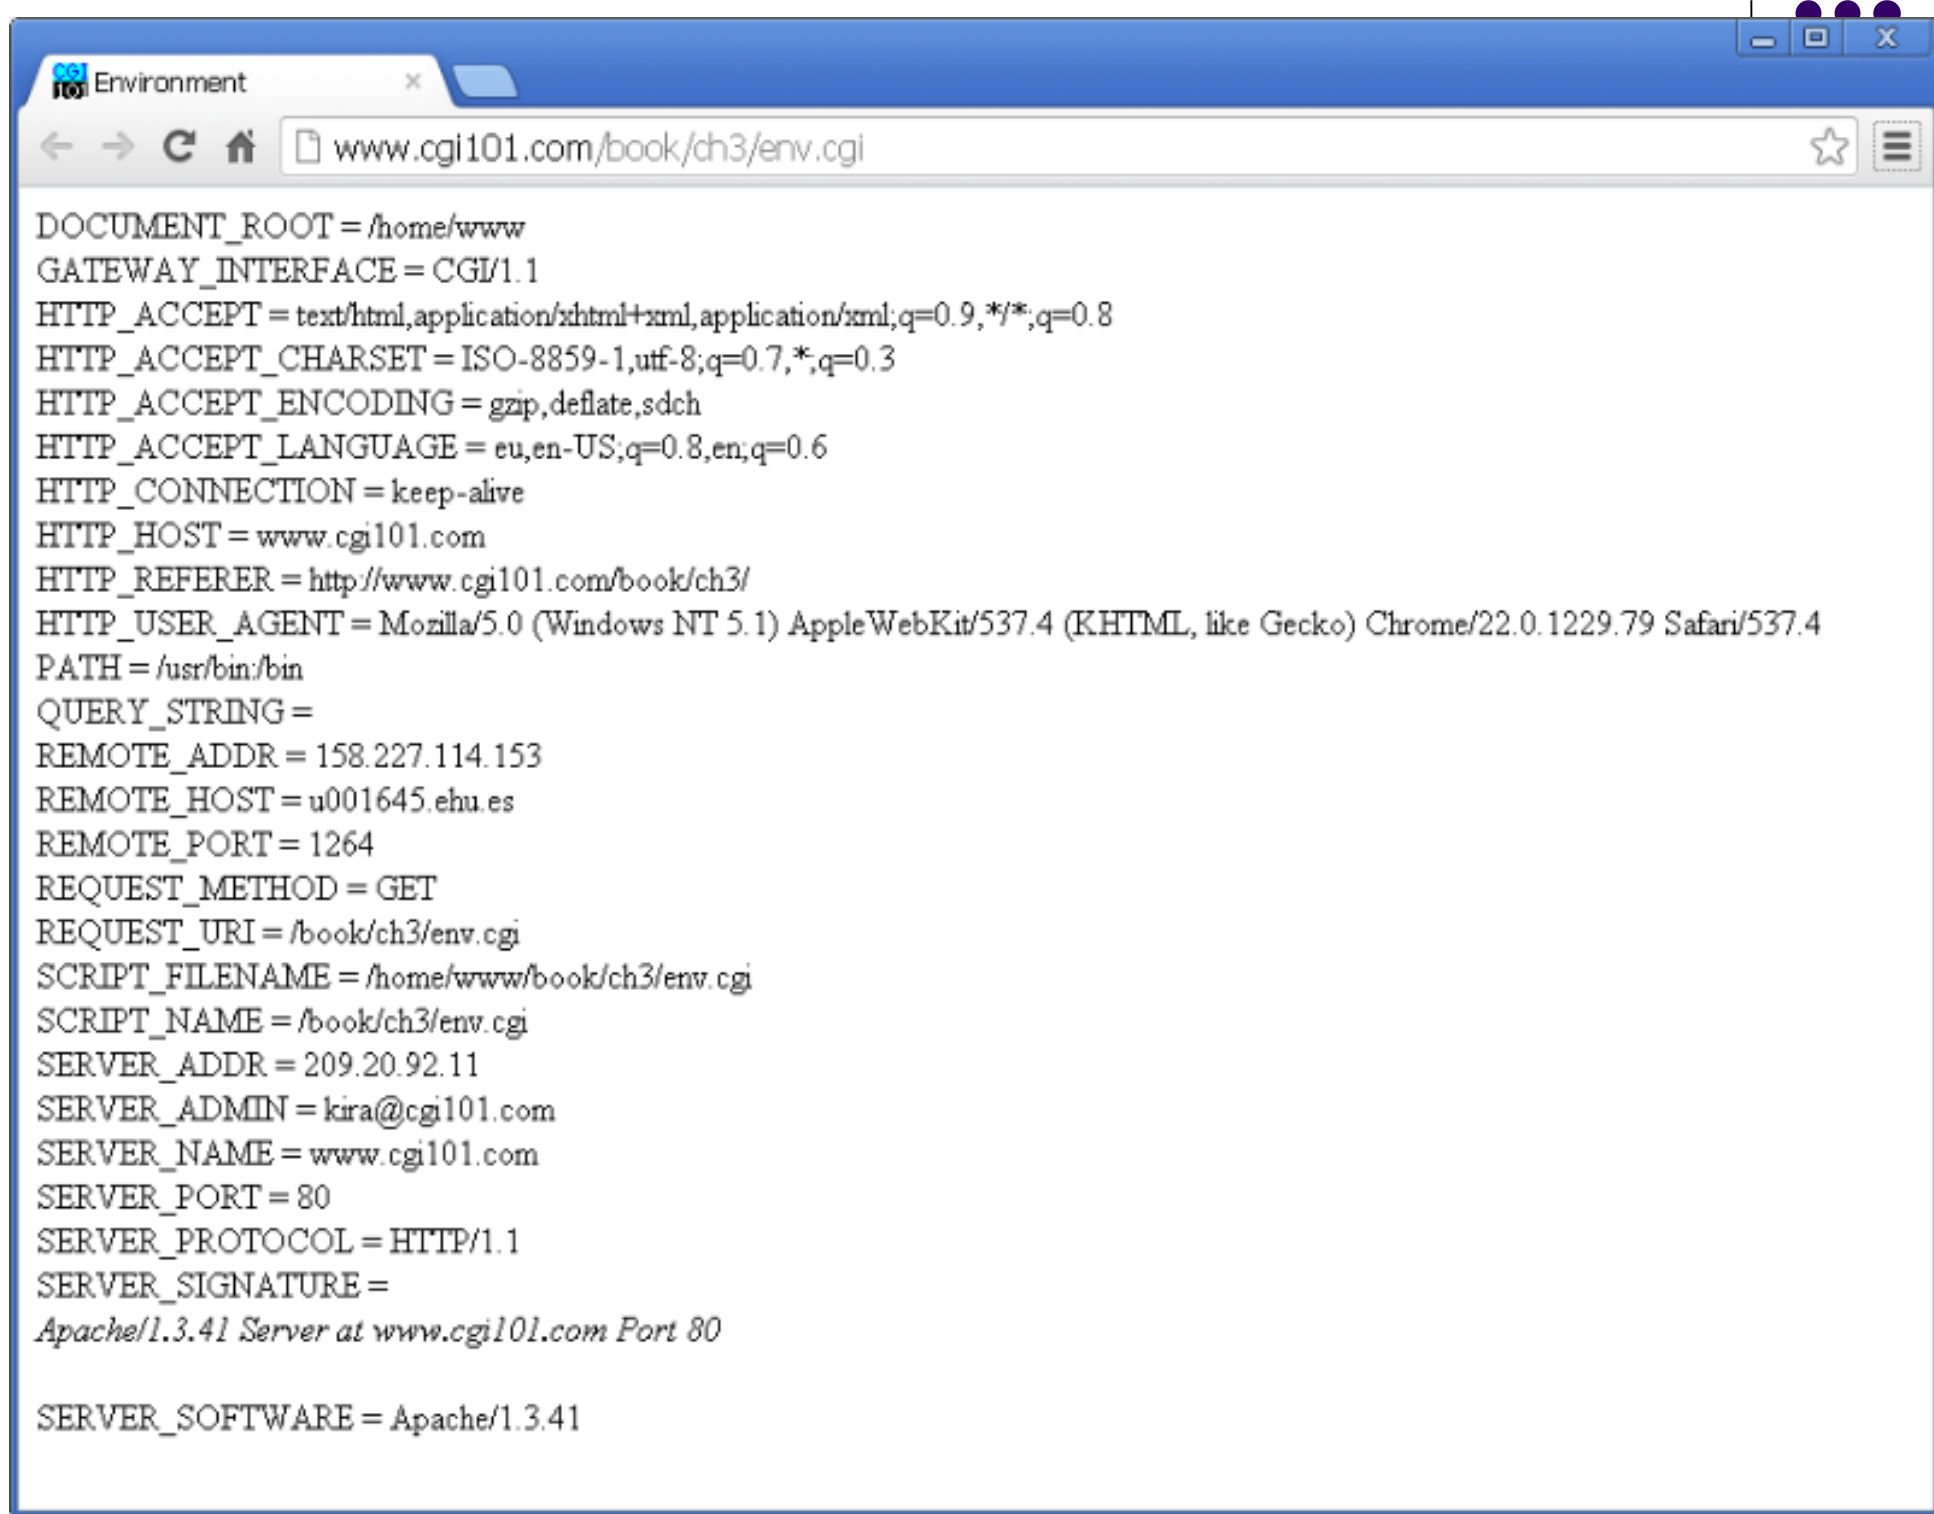 CGI
101
Environment
www.cgi101.com/book/ch3/env.cgi
DOCUMENT_ROOT = /home/www
GATEWAY_INTERFACE = CGI/1.1
HTTP_ACCEPT = text/html,application/xhtml+xml,application/xml;q=0.9,*/*;q=0.8
HTTP_ACCEPT_CHARSET = ISO-8859-1,utf-8;q=0.7,*;q=0.3
HTTP_ACCEPT_ENCODING = gzip,deflate,sdch
HTTP_ACCEPT_LANGUAGE = eu,en-US;q=0.8,en;q=0.6
HTTP_CONNECTION = keep-alive
HTTP_HOST = www.cgi101.com
HTTP_REFERER = http://www.cgi101.com/book/ch3/
HTTP_USER_AGENT = Mozilla/5.0 (Windows NT 5.1) AppleWebKit/537.4 (KHTML, like Gecko) Chrome/22.0.1229.79 Safari/537.4
PATH = /usr/bin:/bin
QUERY_STRING =
REMOTE_ADDR = 158.227.114.153
REMOTE_HOST = u001645.ehu.es
REMOTE_PORT = 1264
REQUEST_METHOD = GET
REQUEST_URI = /book/ch3/env.cgi
SCRIPT_FILENAME = /home/www/book/ch3/env.cgi
SCRIPT_NAME = /book/ch3/env.cgi
SERVER_ADDR = 209.20.92.11
SERVER_ADMIN = kira@cgi101.com
SERVER_NAME = www.cgi101.com
SERVER_PORT = 80
SERVER_PROTOCOL = HTTP/1.1
SERVER_SIGNATURE =
Apache/1.3.41 Server at www.cgi101.com Port 80
SERVER_SOFTWARE = Apache/1.3.41